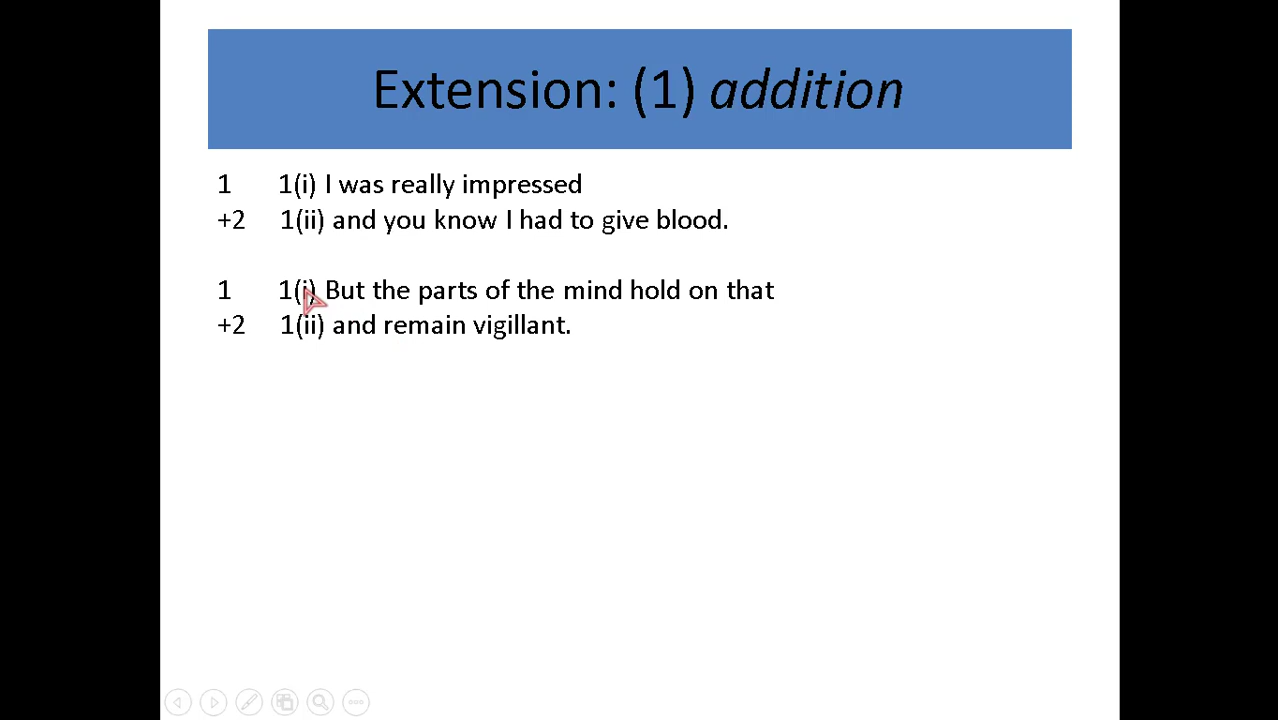 Extension: (1) addition
1 1(i) I was really impressed
+2 1(ii) and you know I had to give blood.
1 1(i) But the parts of the mind hold on that
+2 1(ii) and remain vigillant.